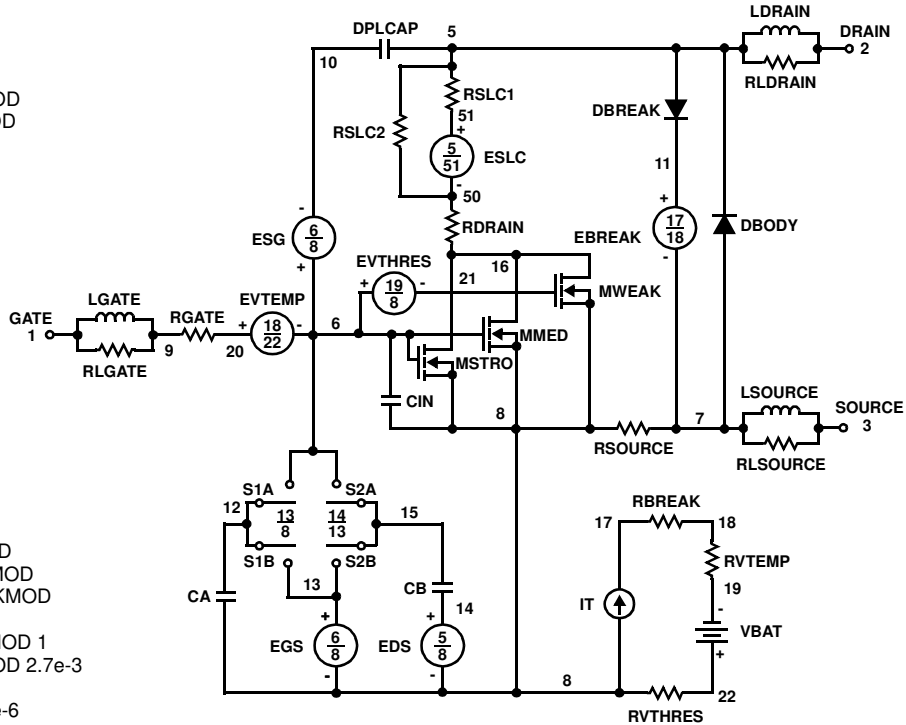 LDRAIN
DPLCAP 5 DRAIN
10 2
RSLC1 RLDRAIN
OD
OD
DBREAK
51
RSLC2
+
5
51
ESLC
11
-
50
-
+
6
8
ESG
17
18
EBREAK
DBODY
RDRAIN
+
-
EVTHRES 16
21
+ 19 -
8
MWEAK
LGATE
EVTEMP
GATE
1
RGATE
+ 18 -
22
6
MMED
9 20
MSTRO
RLGATE
LSOURCE
CIN 8 7 SOURCE
3
RSOURCE
RLSOURCE
S1A S2A
12 13
8
14
13
15
RBREAK
17 18
S1B S2B
13
RVTEMP
CA CB 19
14 IT -
VBAT
+ + +
EGS 6
8
EDS 5
8
- -
8 22
RVTHRES
D
MOD
KMOD
MOD 1
OD 2.7e-3
e-6